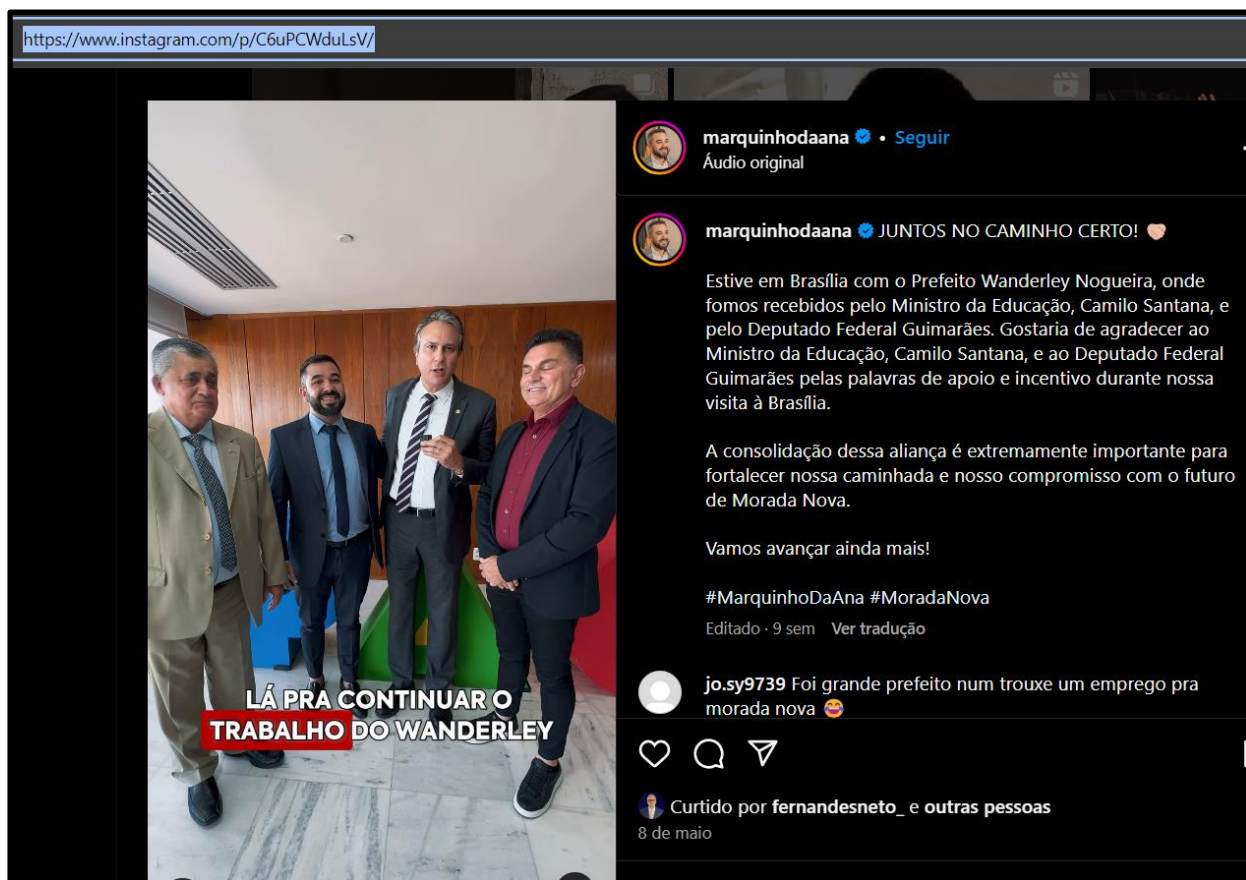 https://www.instagram.com/p/C6uPCWduLsV/
marquinhodaana • Seguir
Áudio original
marquinhodaana JUNTOS NO CAMINHO CERTO! 🤛🏻
Estive em Brasília com o Prefeito Wanderley Nogueira, onde
fomos recebidos pelo Ministro da Educação, Camilo Santana, e
pelo Deputado Federal Guimarães. Gostaria de agradecer ao
Ministro da Educação, Camilo Santana, e ao Deputado Federal
Guimarães pelas palavras de apoio e incentivo durante nossa
visita à Brasília.
A consolidação dessa aliança é extremamente importante para
fortalecer nossa caminhada e nosso compromisso com o futuro
de Morada Nova.
Vamos avançar ainda mais!
#MarquinhoDaAna #MoradaNova
Editado · 9 sem Ver tradução
jo.sy9739 Foi grande prefeito num trouxe um emprego pra
morada nova 😂
Curtido por fernandesneto_ e outras pessoas
8 de maio
LÁ PRA CONTINUAR O
TRABALHO DO WANDERLEY